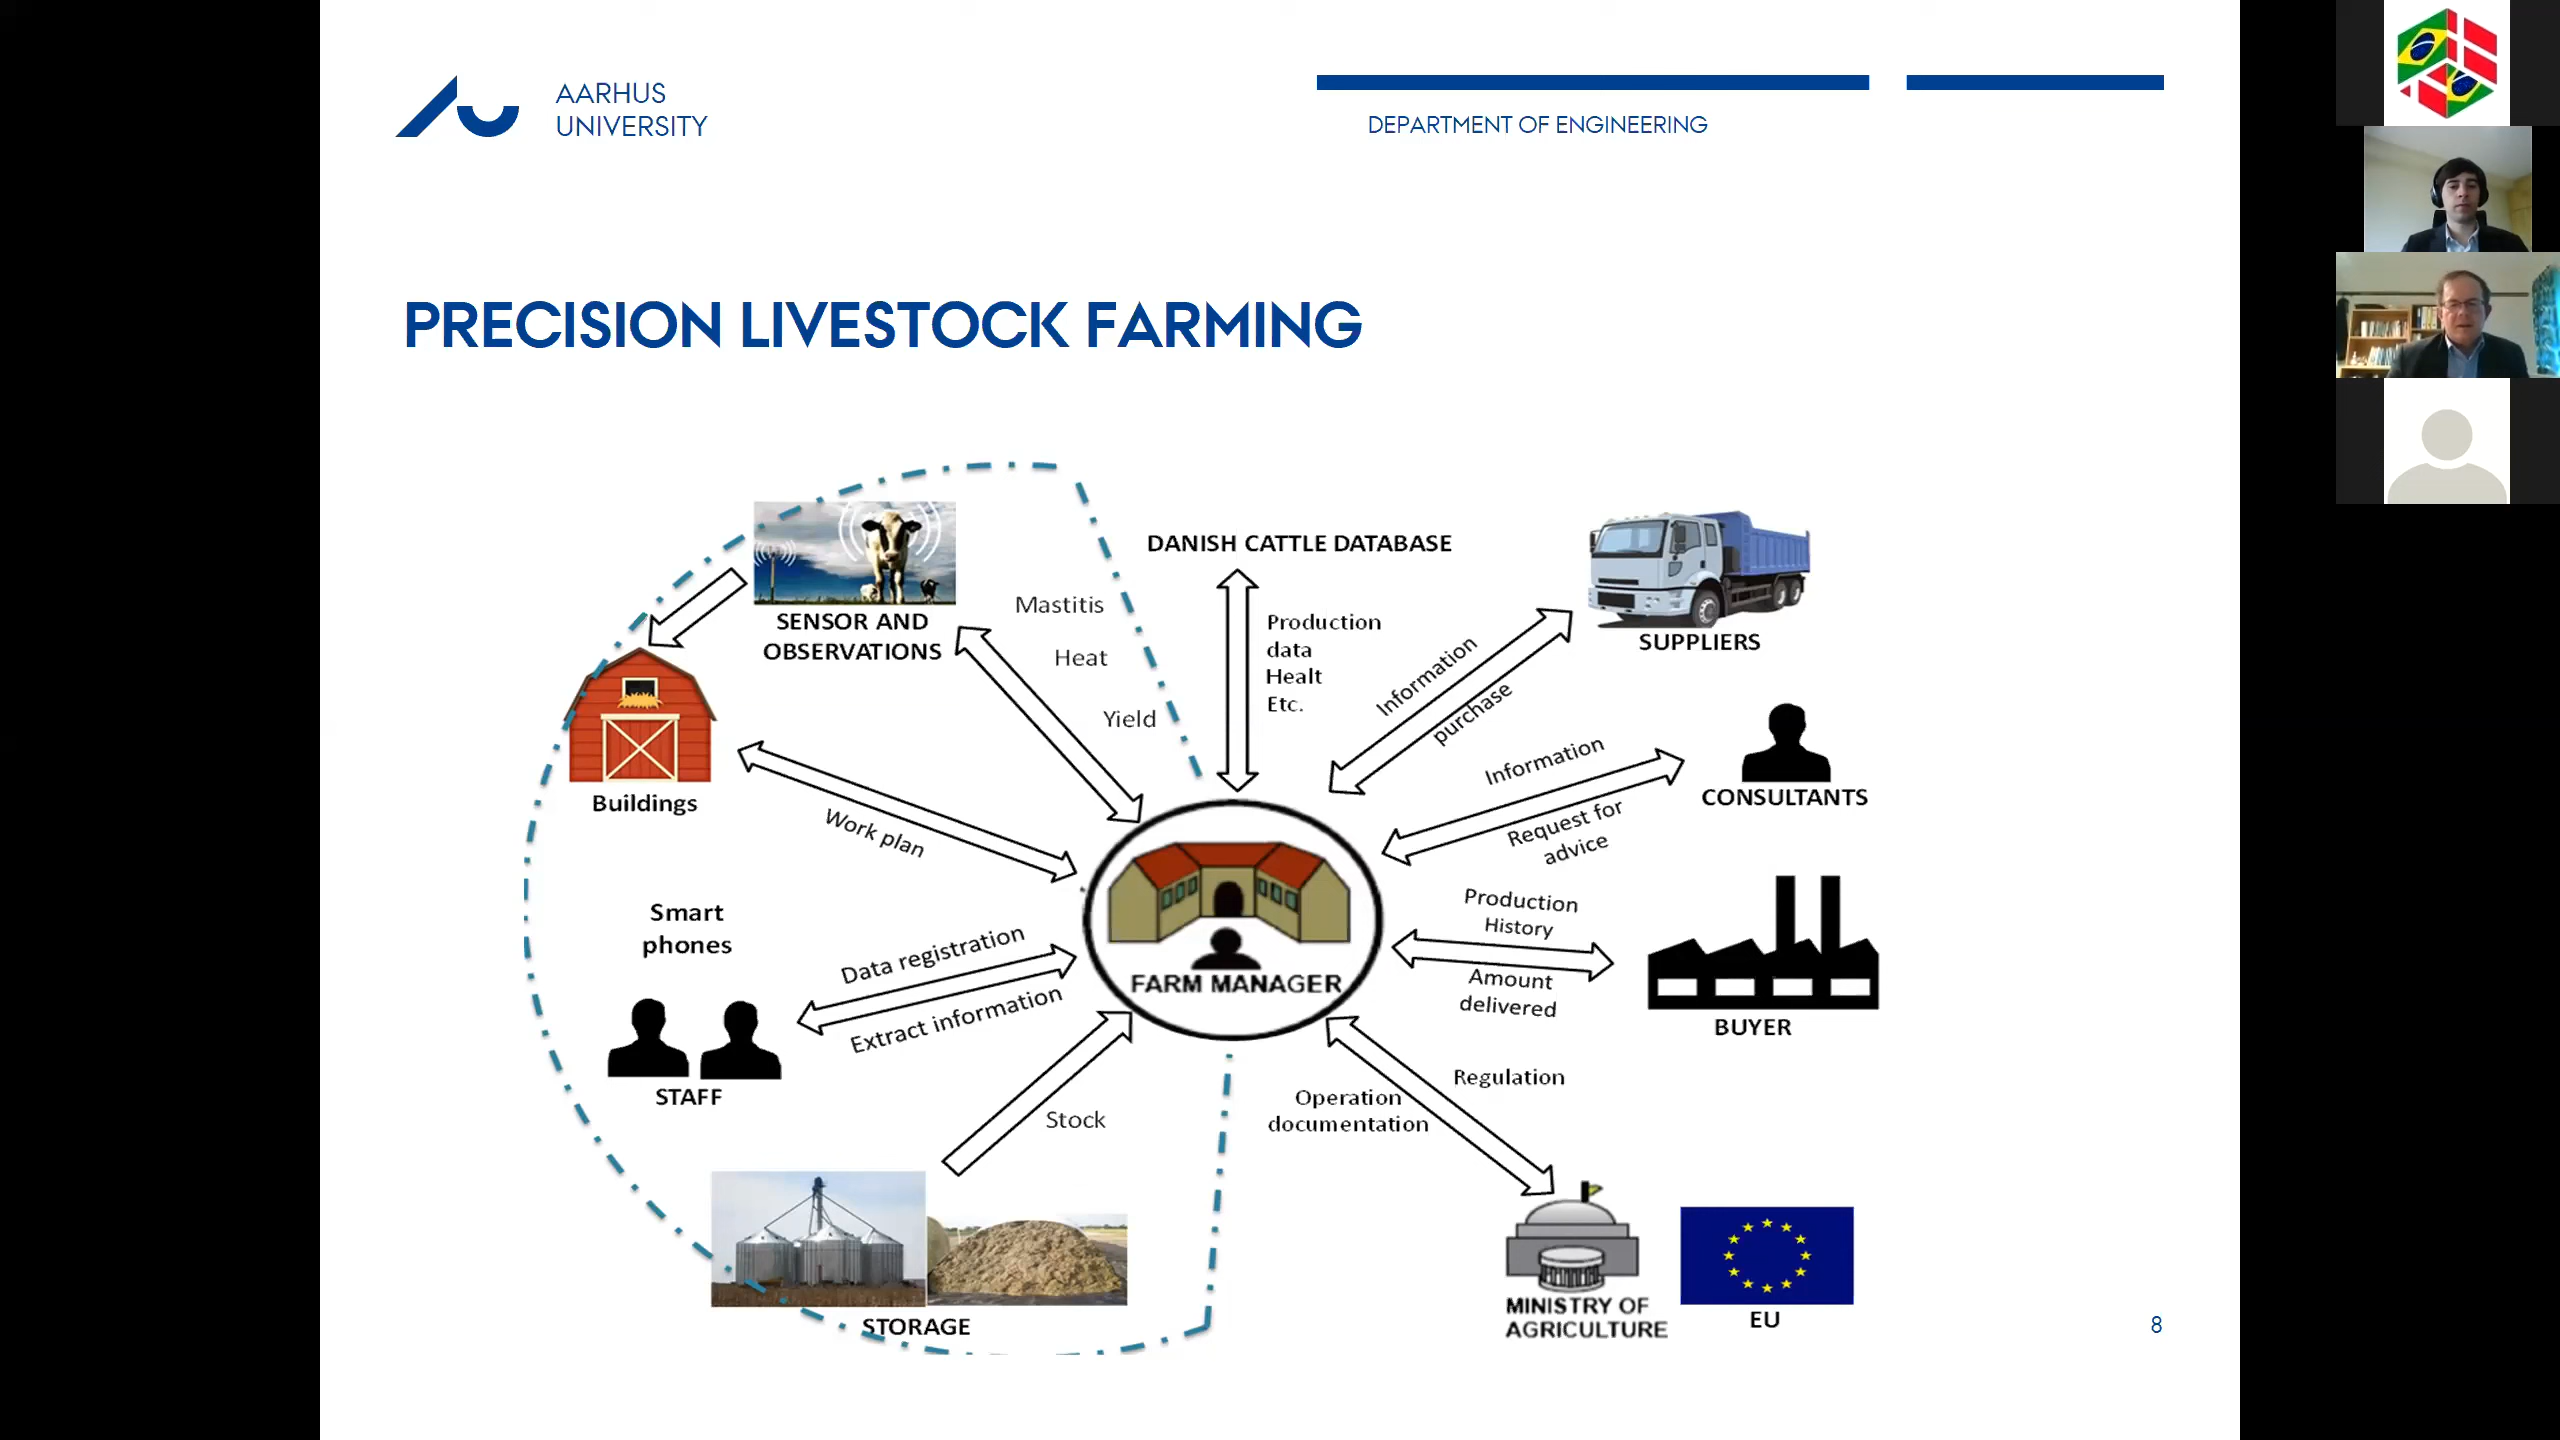 AARHUS
UNIVERSITY
DEPARTMENT OF ENGINEERING
PRECISION LIVESTOCK FARMING
SENSOR AND
OBSERVATIONS
Mastitis
Heat
Yield
DANISH CATTLE DATABASE
Production
data
Healt
Etc.
Information
purchase
SUPPLIERS
Information
Request for
advice
CONSULTANTS
Buildings
Work plan
Smart
phones
Data registration
Extract information
STAFF
FARM MANAGER
Production
History
Amount
delivered
BUYER
Stock
STORAGE
Operation
documentation
Regulation
MINISTRY OF
AGRICULTURE
EU
8